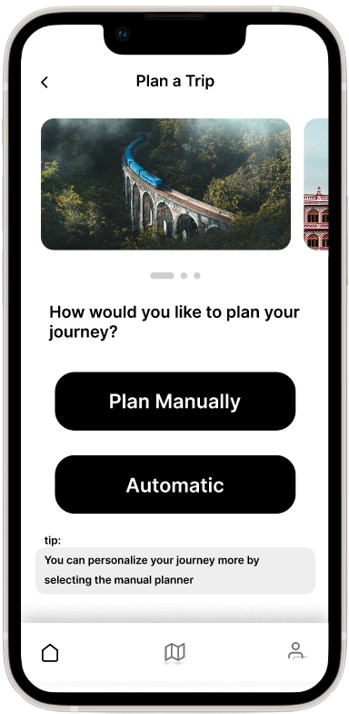 Plan a Trip
How would you like to plan your
journey?
Plan Manually
Automatic
tip:
You can personalize your journey more by
selecting the manual planner